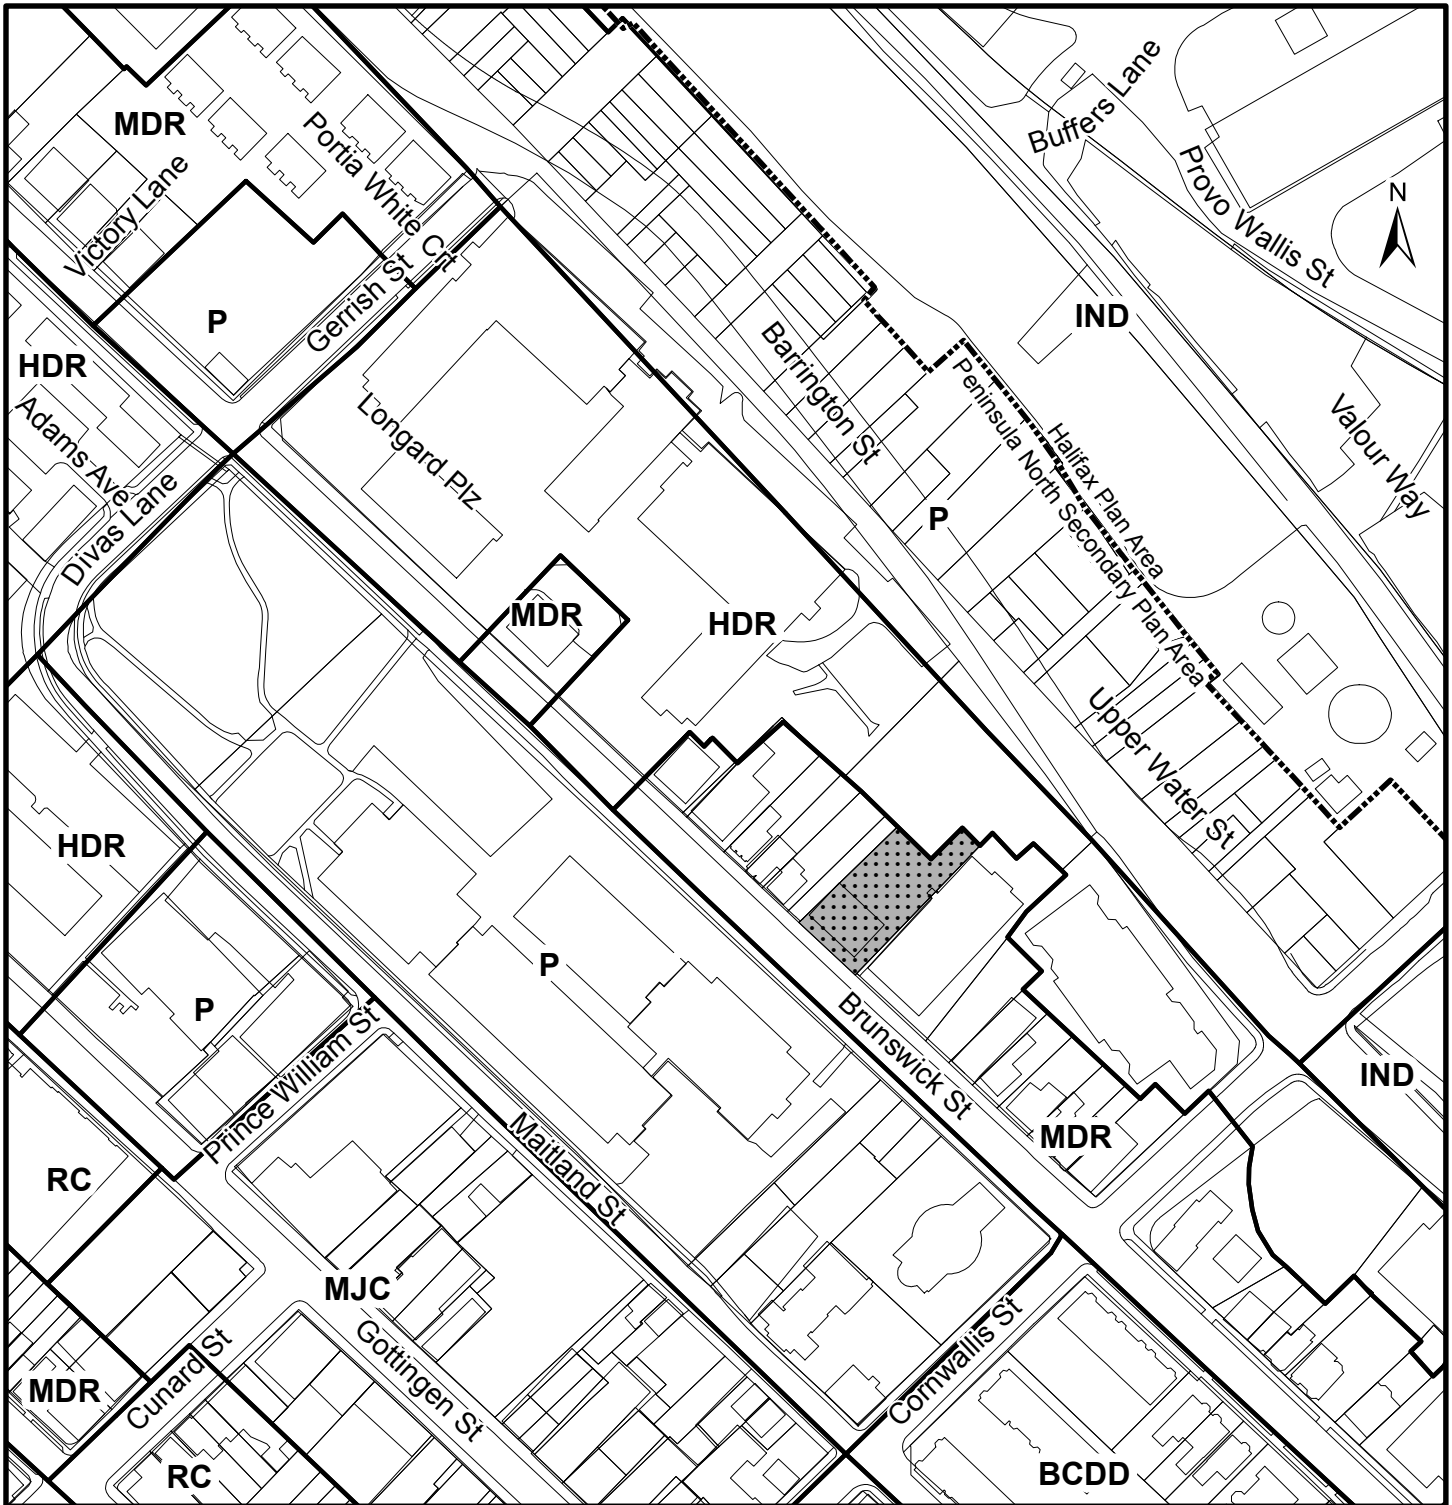 Buffers Lane
MDR
Portia White Crt
Provo Wallis St
N
Victory Lane
P
Gerrish St
IND
HDR
Barrington St
Adams Ave
Longard Plz
Peninsula North Secondary Plan Area
Halifax Plan Area
Valour Way
Divas Lane
P
MDR
HDR
Upper Water St
HDR
P
P
Brunswick St
IND
Prince William St
MDR
Maitland St
RC
MJC
Cornwallis St
Gottingen St
Cunard St
MDR
RC
BCDD